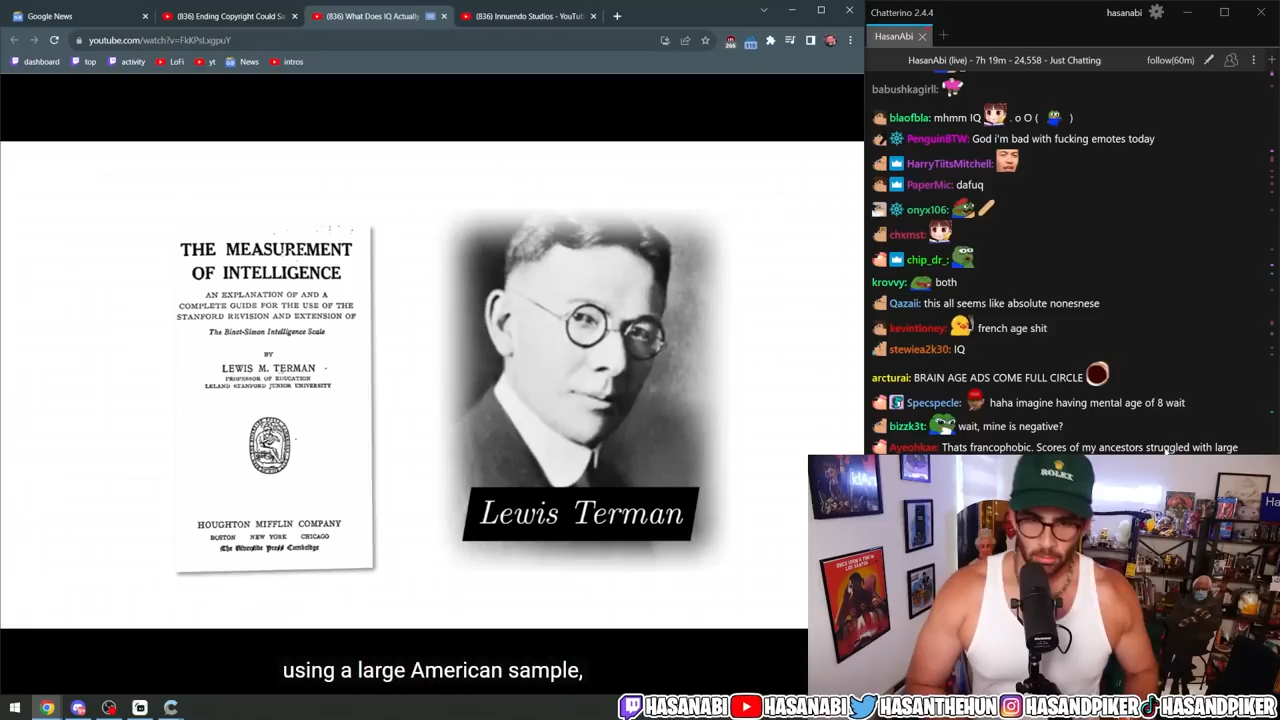 Google News
(836) Ending Copyright Could Sa
(836) What Does IQ Actually
(836) Innuendo Studios - YouTub
youtube.com/watch?v=FkKPsLxgpuY
266
110
dashboard
top
activity
LoFi
yt
News
intros
THE MEASUREMENT
OF INTELLIGENCE
AN EXPLANATION OF AND A
COMPLETE GUIDE FOR THE USE OF THE
STANFORD REVISION AND EXTENSION OF
The Binet-Simon Intelligence Scale
BY
LEWIS M. TERMAN
PROFESSOR OF EDUCATION
LELAND STANFORD JUNIOR UNIVERSITY
HOUGHTON MIFFLIN COMPANY
BOSTON NEW YORK CHICAGO
The Riverside Press Cambridge
Lewis Terman
using a large American sample,
Chatterino 2.4.4
hasanabi
HasanAbi
HasanAbi (live) - 7h 19m - 24,558 - Just Chatting
follow(60m)
babushkagirll:
blaofbla: mhmm IQ . o O ( )
PenguinBTW: God i'm bad with fucking emotes today
HarryTiitsMitchell:
PaperMic: dafuq
onyx106:
chxmst:
chip_dr_:
krovvy: both
Qazaii: this all seems like absolute nonesnese
kevintloney: french age shit
stewiea2k30: IQ
arcturai: BRAIN AGE ADS COME FULL CIRCLE
Specspecle: haha imagine having mental age of 8 wait
bizzk3t: wait, mine is negative?
Ayeohkae: Thats francophobic. Scores of my ancestors struggled with large
ROLEX
HASANABI
HASANABI
HASANTHEHUN
HASANDPIKER
HASANDPIKER